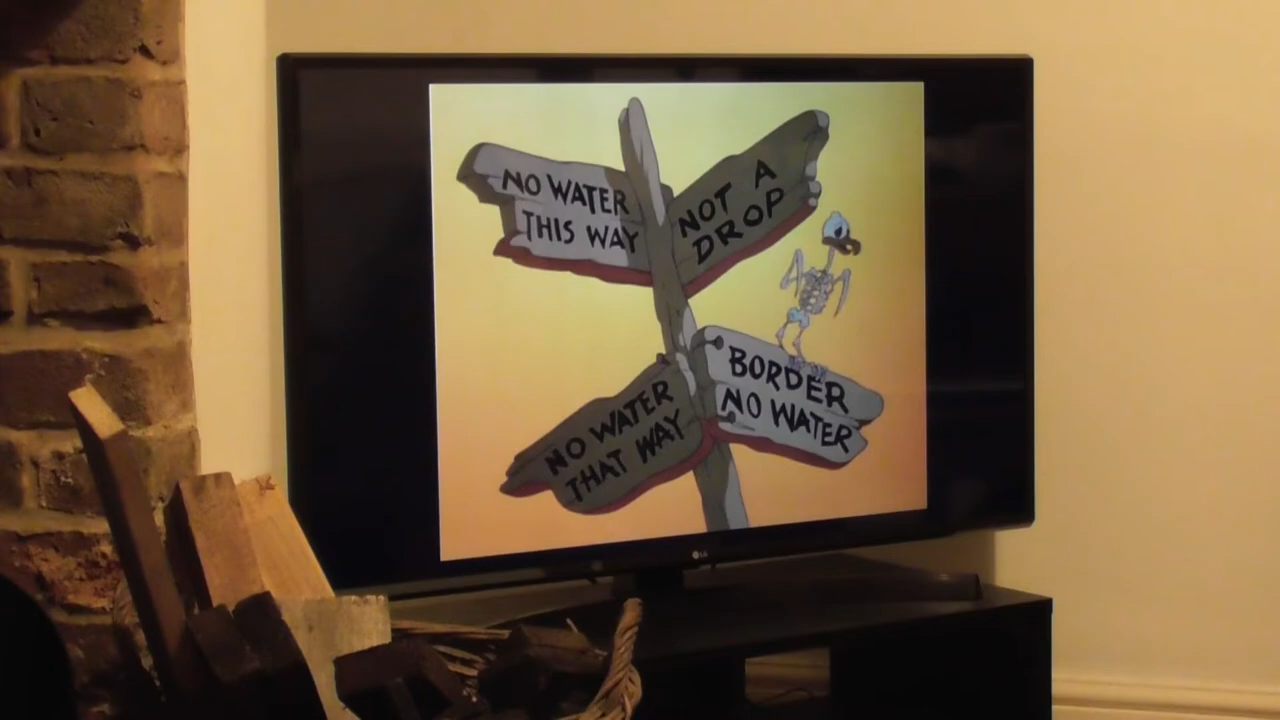 NO WATER
THIS WAY
NOT A
DROP
BORDER
NO WATER
NO WATER
THAT WAY
LG